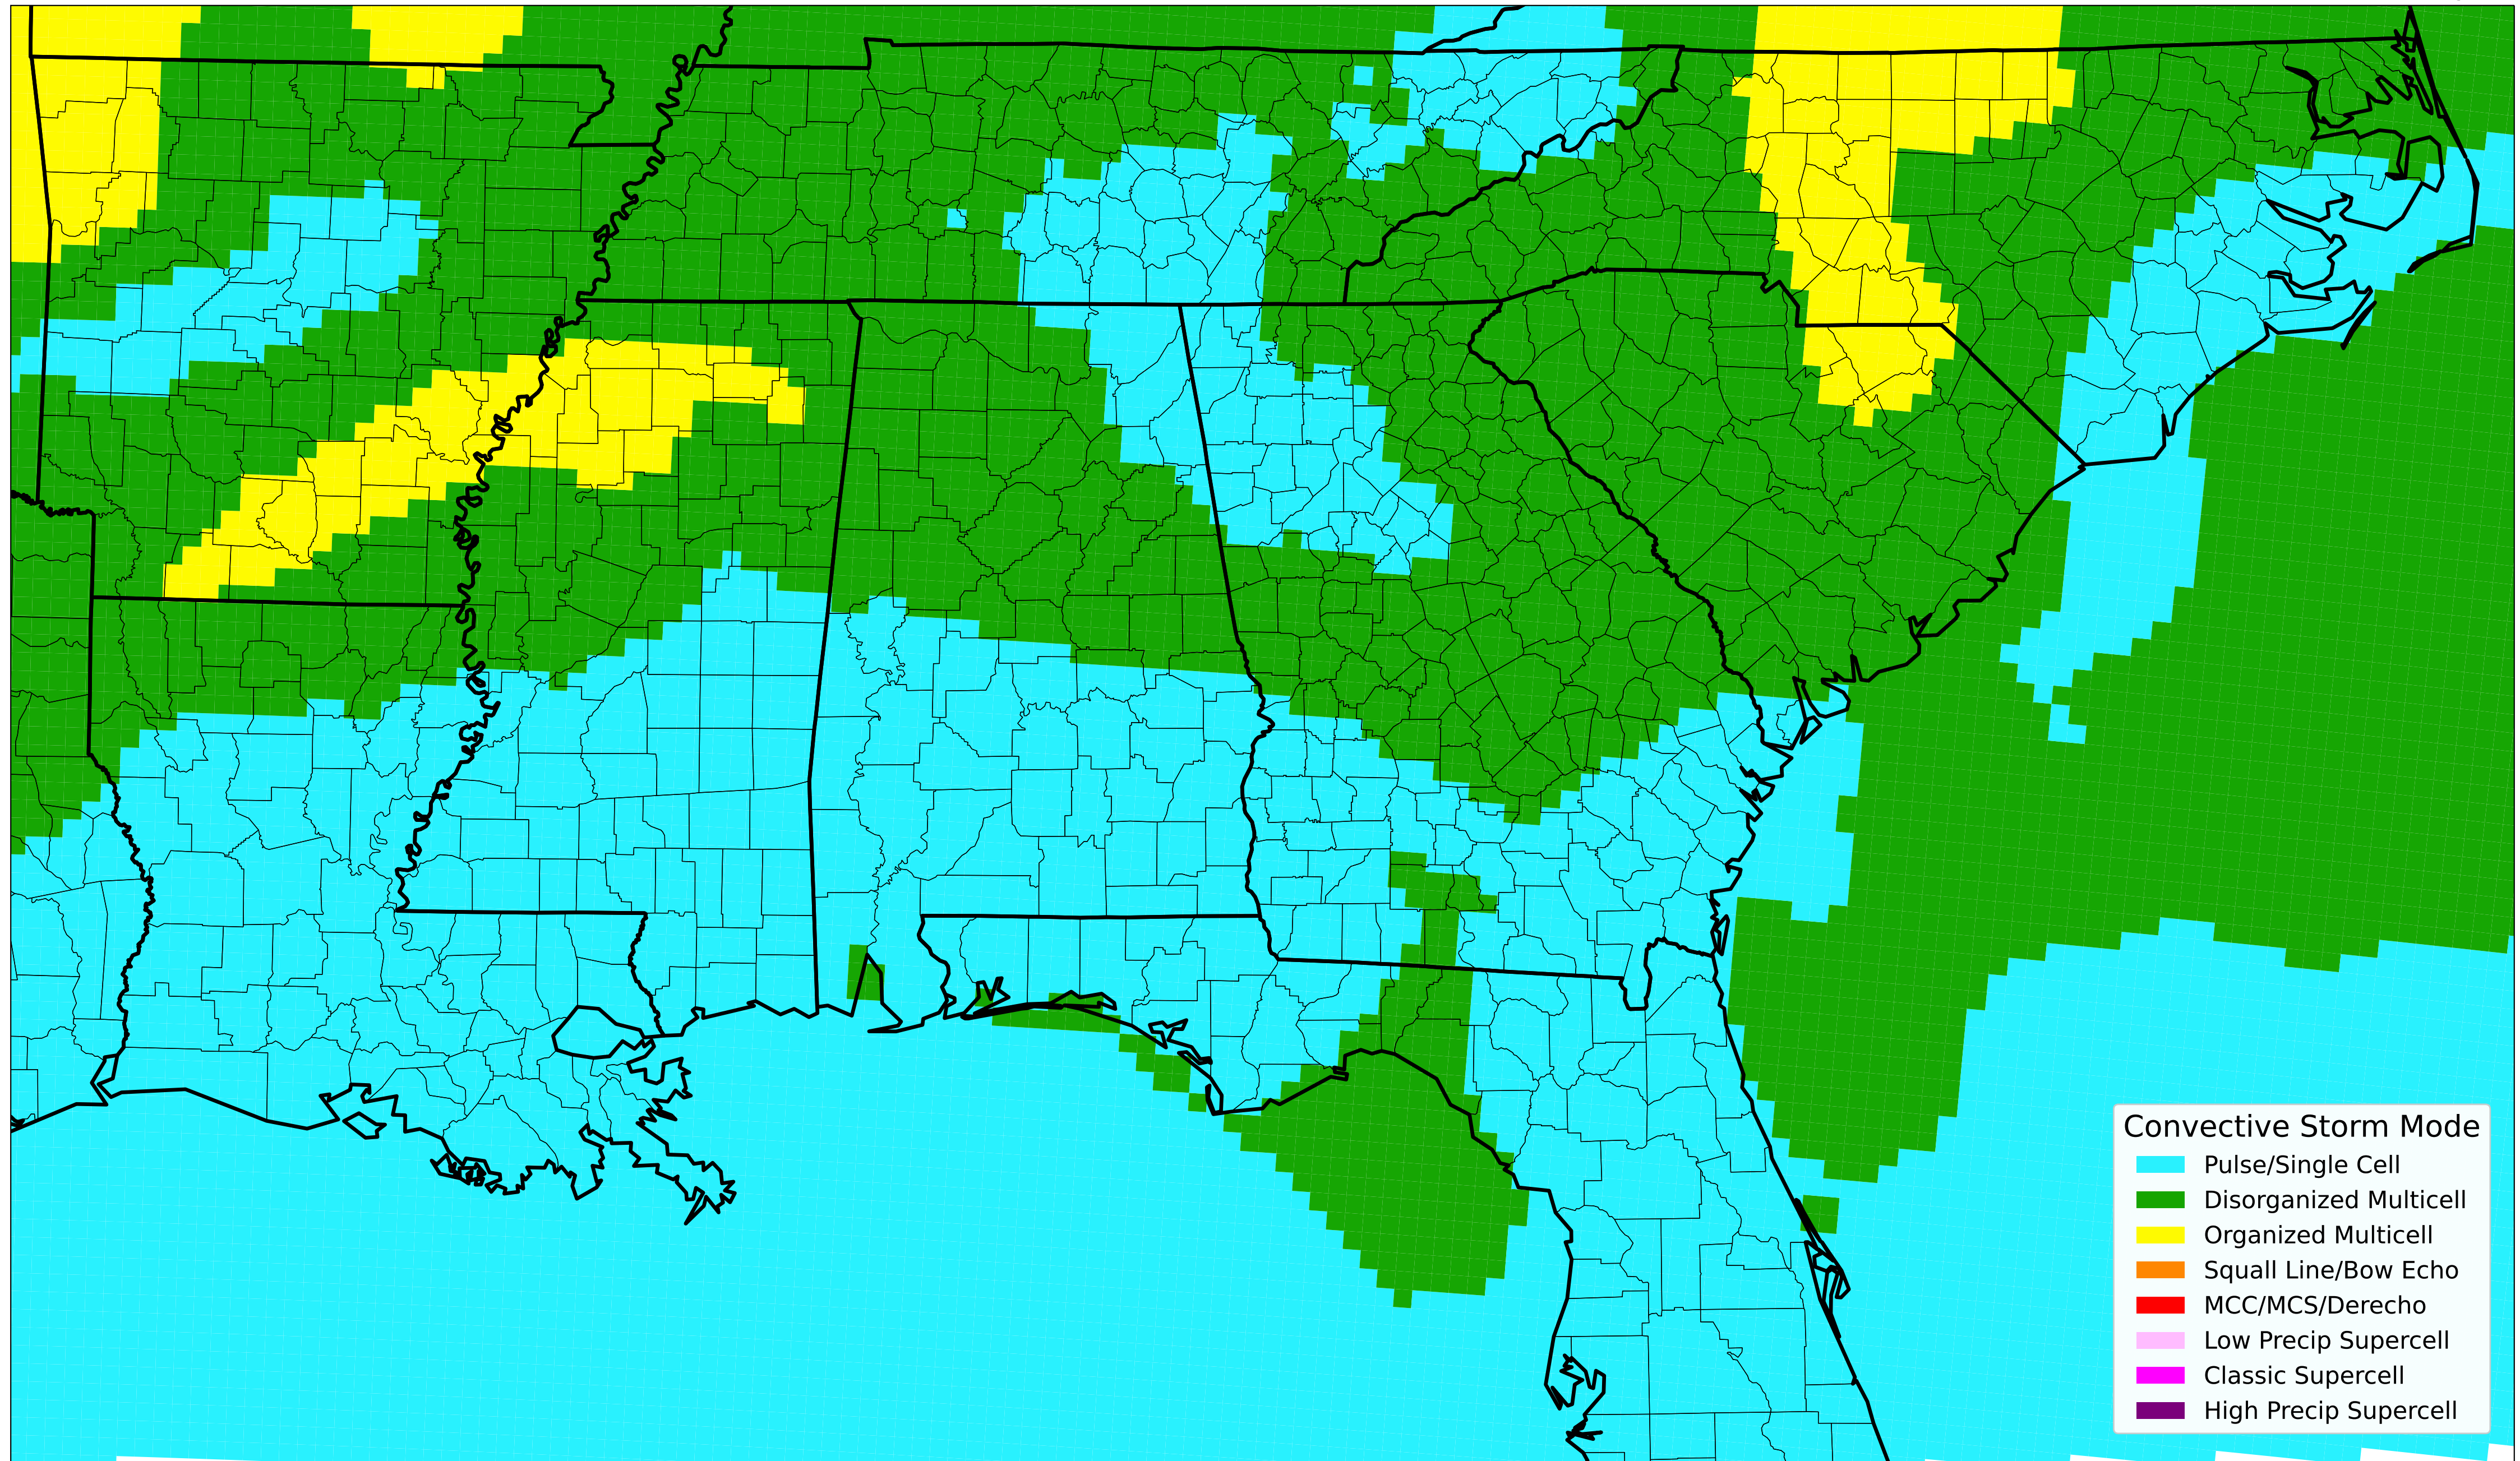 Convective Storm Mode
Pulse/Single Cell
Disorganized Multicell
Organized Multicell
Squall Line/Bow Echo
MCC/MCS/Derecho
Low Precip Supercell
Classic Supercell
High Precip Supercell